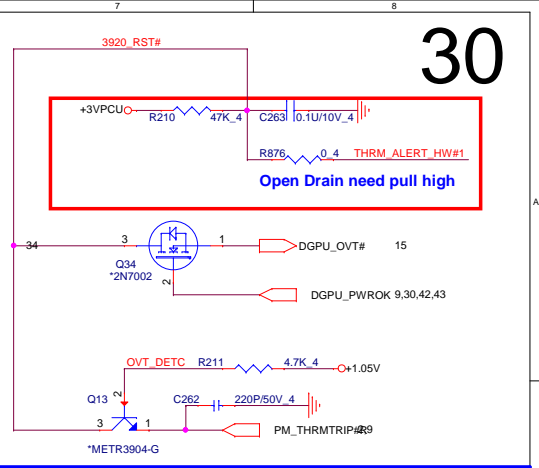 7 8
3920_RST#
30
+3VPCU R210 47K_4 C263 0.1U/10V_4
R876 0_4 THRM_ALERT_HW#1
Open Drain need pull high
A
34 3 1 DGPU_OVT# 15
Q34
*2N7002
2
DGPU_PWROK 9,30,42,43
OVT_DETC R211 4.7K_4 +1.05V
Q13 2 C262 220P/50V_4
3 1 PM_THRMTRIP#
*METR3904-G